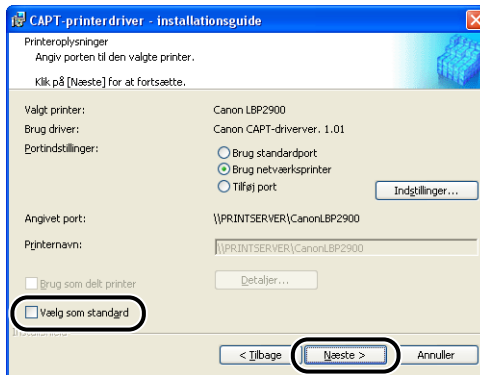 CAPT-printerdriver - installationsguide
Printeroplysninger
Angiv porten til den valgte printer.
Klik på [Næste] for at fortsætte.
Valgt printer: Canon LBP2900
Brug driver: Canon CAPT-driverver. 1.01
Portindstillinger: Brug standardport
Brug netværksprinter
Tilføj port Indstillinger...
Angivet port: \\PRINTSERVER\CanonLBP2900
Printernavn: \\PRINTSERVER\CanonLBP2900
Brug som delt printer Detaljer...
Vælg som standard
< Tilbage Næste > Annuller